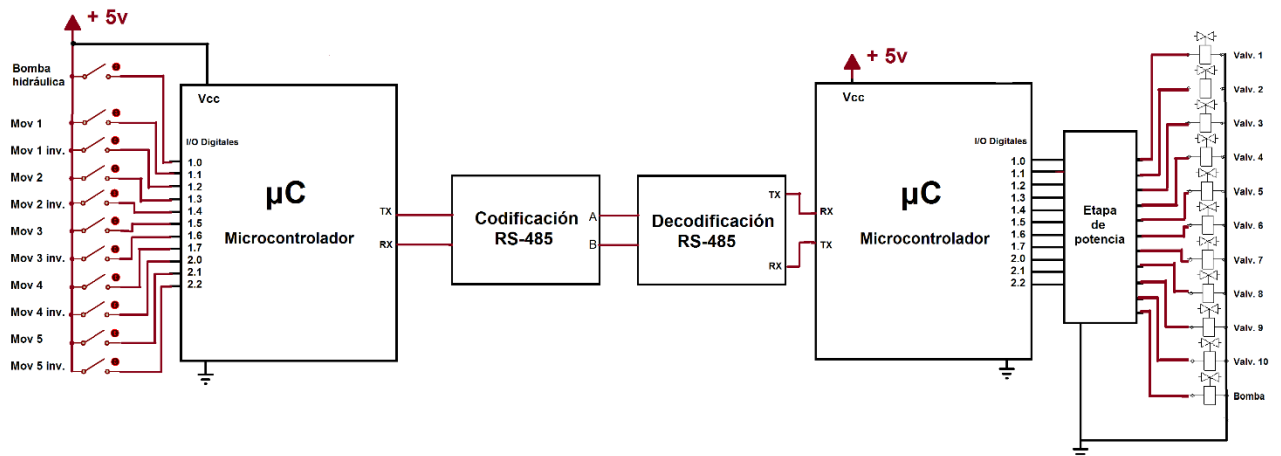 + 5v
Bomba
hidráulica
Mov 1
Mov 1 inv.
Mov 2
Mov 2 inv.
Mov 3
Mov 3 inv.
Mov 4
Mov 4 inv.
Mov 5
Mov 5 inv.
Vcc
I/O Digitales
1.0
1.1
1.2
1.3
1.4
1.5
1.6
1.7
2.0
2.1
2.2
µC
Microcontrolador
TX
RX
Codificación
RS-485
A
B
Decodificación
RS-485
TX
RX
+ 5v
Vcc
RX
TX
µC
Microcontrolador
I/O Digitales
1.0
1.1
1.2
1.3
1.4
1.5
1.6
1.7
2.0
2.1
2.2
Etapa
de
potencia
Valv. 1
Valv. 2
Valv. 3
Valv. 4
Valv. 5
Valv. 6
Valv. 7
Valv. 8
Valv. 9
Valv. 10
Bomba